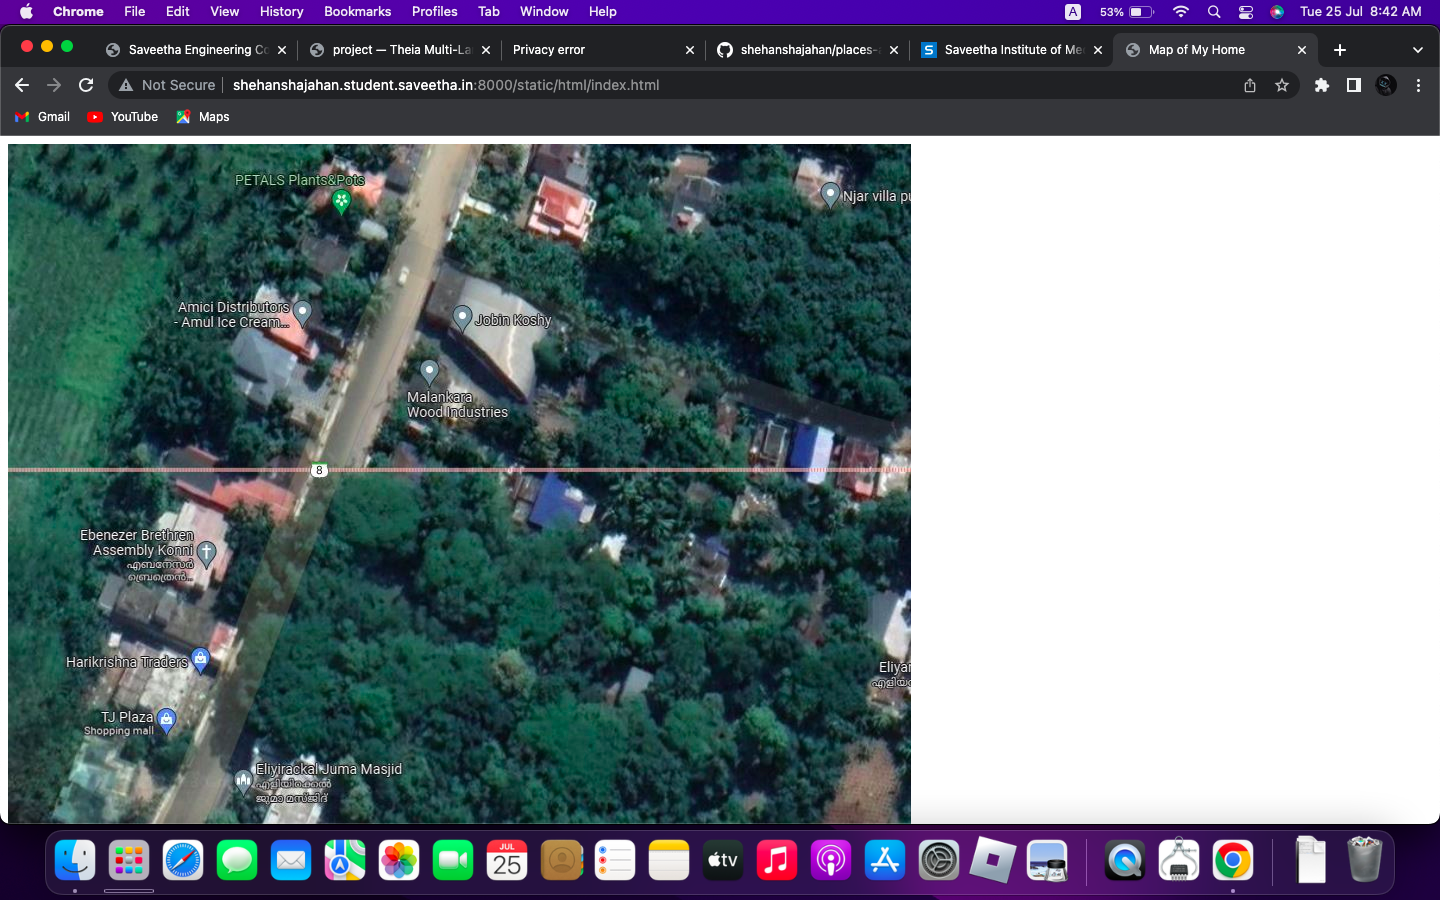 Chrome File Edit View History Bookmarks Profiles Tab Window Help A 53% Tue 25 Jul 8:42 AM
Saveetha Engineering Co project — Theia Multi-La Privacy error shehanshajahan/places- S Saveetha Institute of Me Map of My Home
Not Secure shehanshajahan.student.saveetha.in:8000/static/html/index.html
Gmail YouTube Maps
PETALS Plants&Pots
Njar villa pu
Amici Distributors
- Amul Ice Cream...
Jobin Koshy
Malankara
Wood Industries
8
Ebenezer Brethren
Assembly Konni
എബനേസർ
ബ്രെത്രെൻ...
Harikrishna Traders
Eliyar
TJ Plaza
Shopping mall
Eliyirackal Juma Masjid
എളിയിരക്കൽ
ജുമാ മസ്ജിദ്
JUL
25
tv